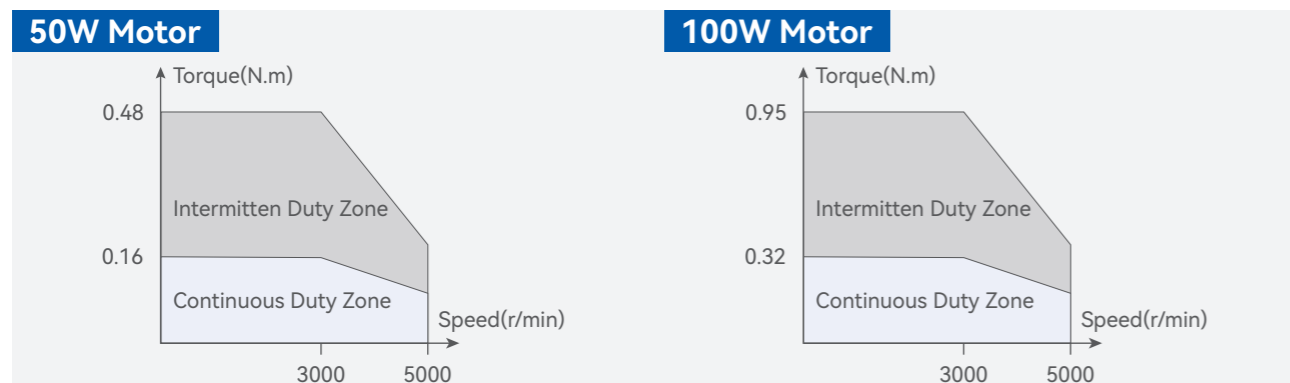 50W Motor
Torque(N.m)
0.48
Intermitten Duty Zone
0.16
Continuous Duty Zone
Speed(r/min)
3000 5000
100W Motor
Torque(N.m)
0.95
Intermitten Duty Zone
0.32
Continuous Duty Zone
Speed(r/min)
3000 5000